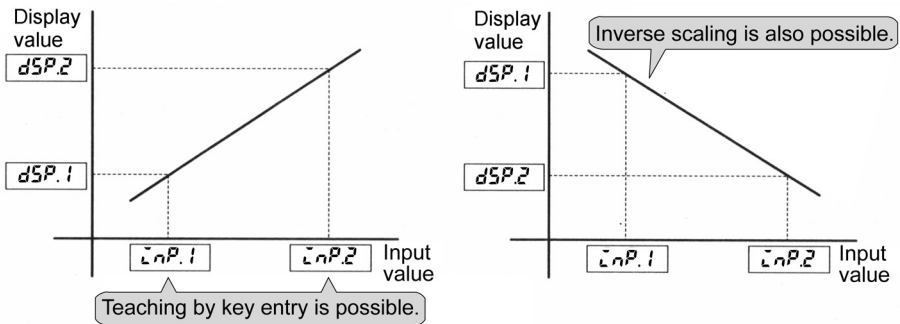 Display
value
dSP.2
dSP.1
inP.1
inP.2
Input
value
Teaching by key entry is possible.
Display
value
Inverse scaling is also possible.
dSP.1
dSP.2
inP.1
inP.2
Input
value